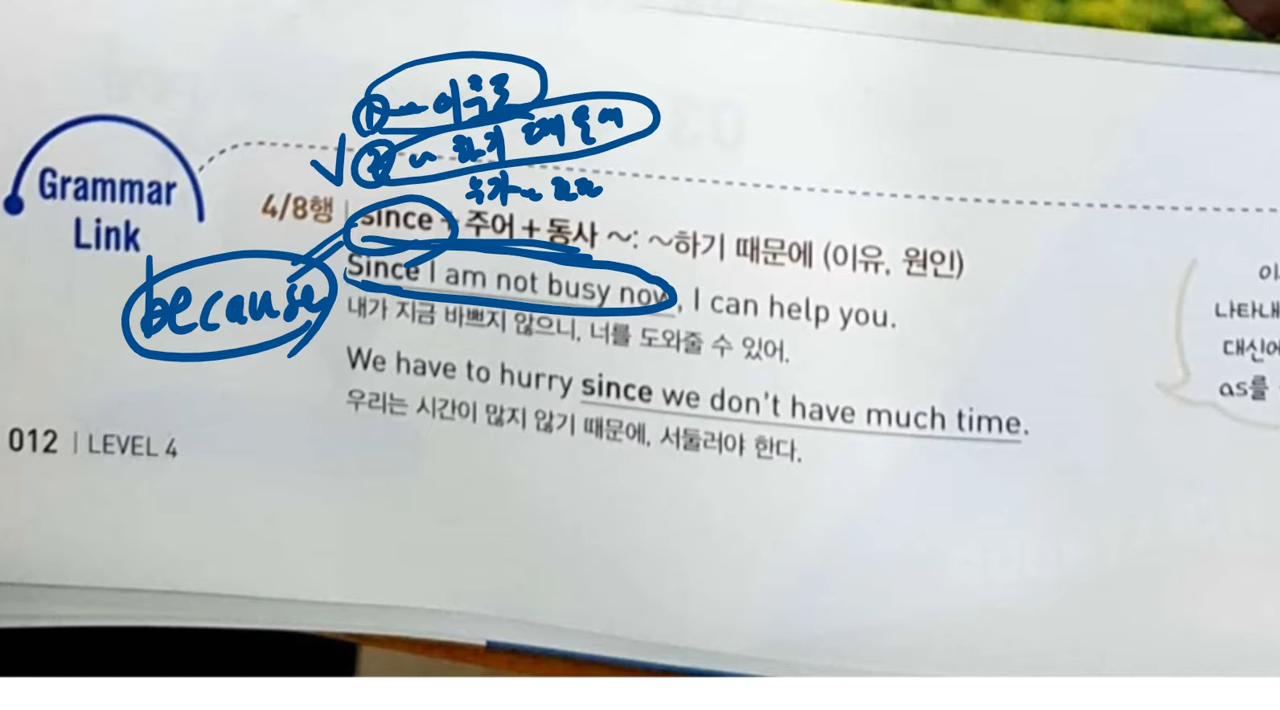 ① ~ 이후로
② ~ 하기 때문에
Grammar
Link
4/8행 | since + 주어 + 동사 ~: ~하기 때문에 (이유, 원인)
because
Since I am not busy now, I can help you.
내가 지금 바쁘지 않으니, 너를 도와줄 수 있어.
We have to hurry since we don't have much time.
우리는 시간이 많지 않기 때문에, 서둘러야 한다.
나타내
대신에
as를
012 | LEVEL 4